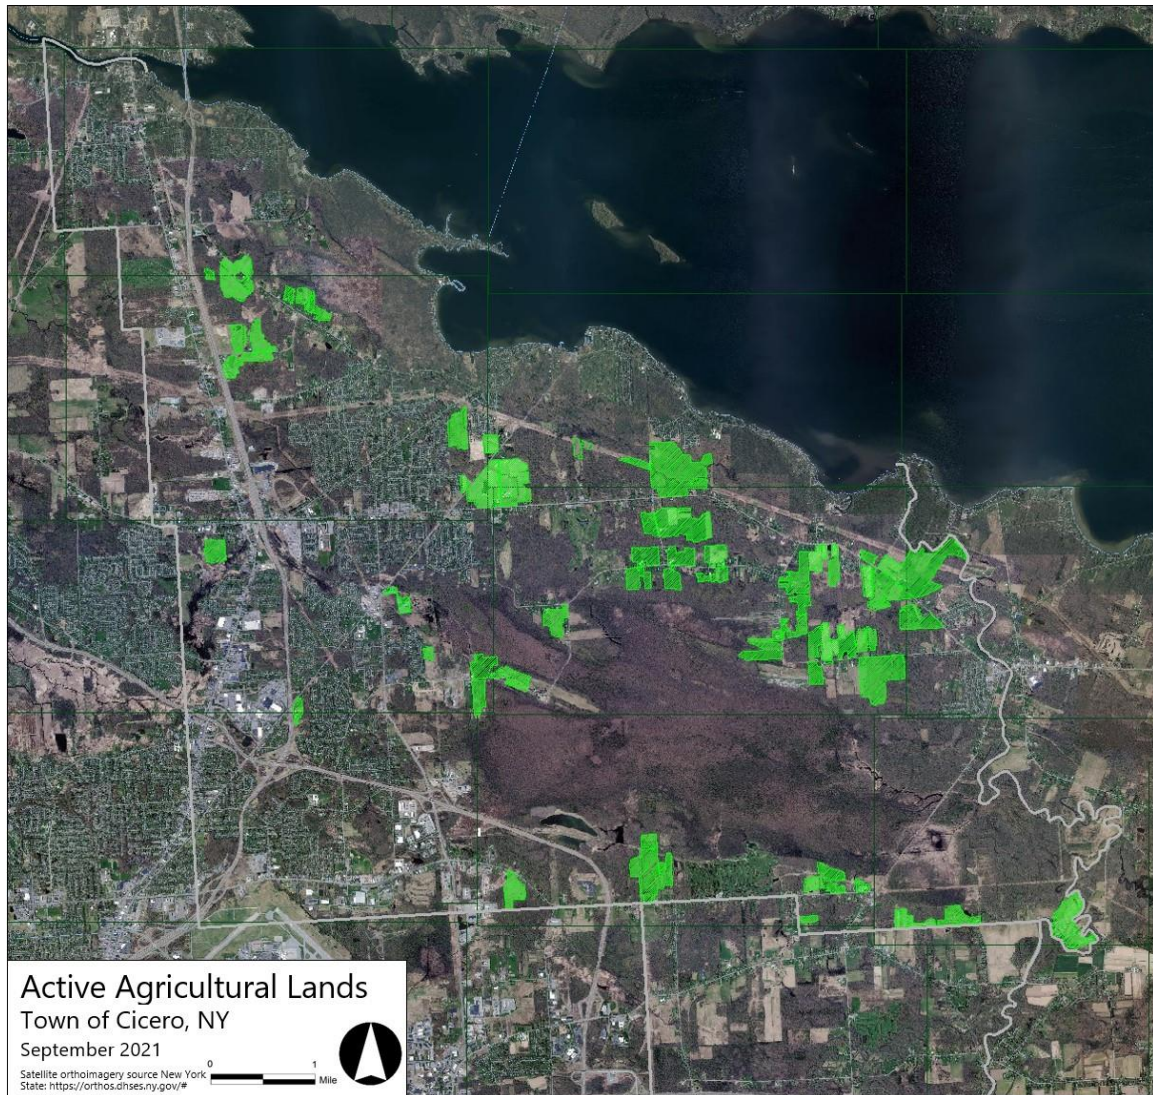 Active Agricultural Lands
Town of Cicero, NY
September 2021
Satellite orthoimagery source New York
State: https://orthos.dhses.ny.gov/#
0 1
Mile